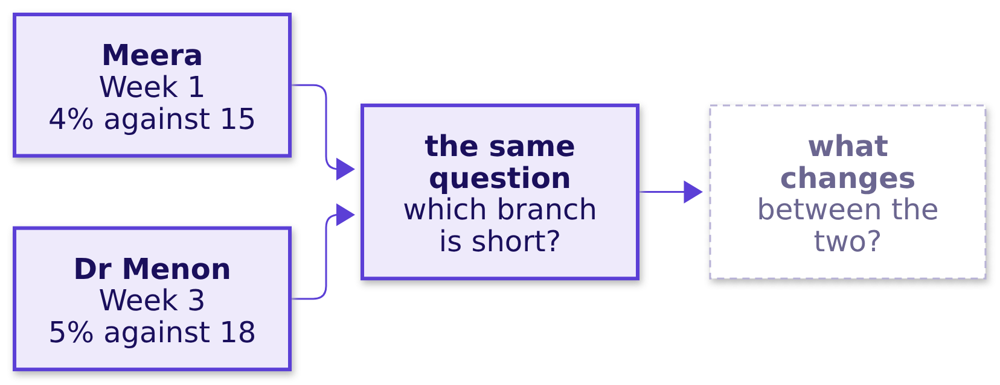 Meera
Week 1
4% against 15
Dr Menon
Week 3
5% against 18
the same
question
which branch
is short?
what
changes
between the
two?